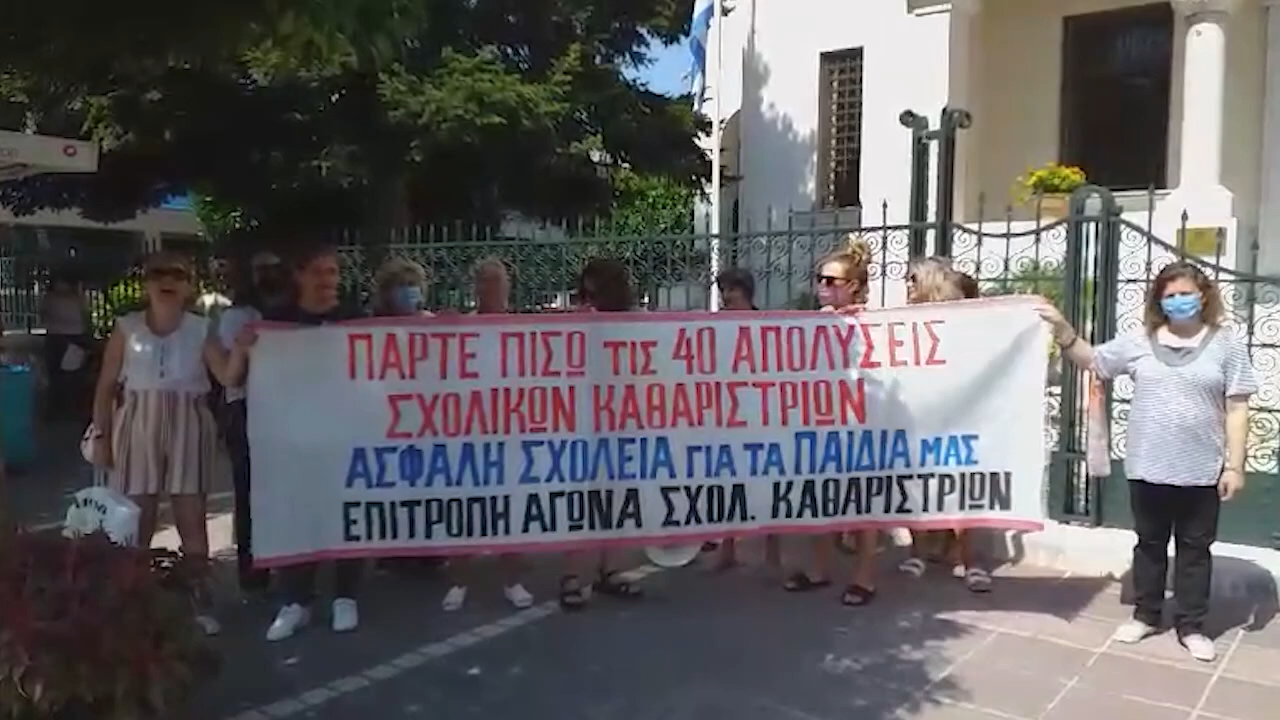 ΠΑΡΤΕ ΠΙΣΩ ΤΙΣ 40 ΑΠΟΛΥΣΕΙΣ
ΣΧΟΛΙΚΩΝ ΚΑΘΑΡΙΣΤΡΙΩΝ
ΑΣΦΑΛΗ ΣΧΟΛΕΙΑ ΓΙΑ ΤΑ ΠΑΙΔΙΑ ΜΑΣ
ΕΠΙΤΡΟΠΗ ΑΓΩΝΑ ΣΧΟΛ. ΚΑΘΑΡΙΣΤΡΙΩΝ